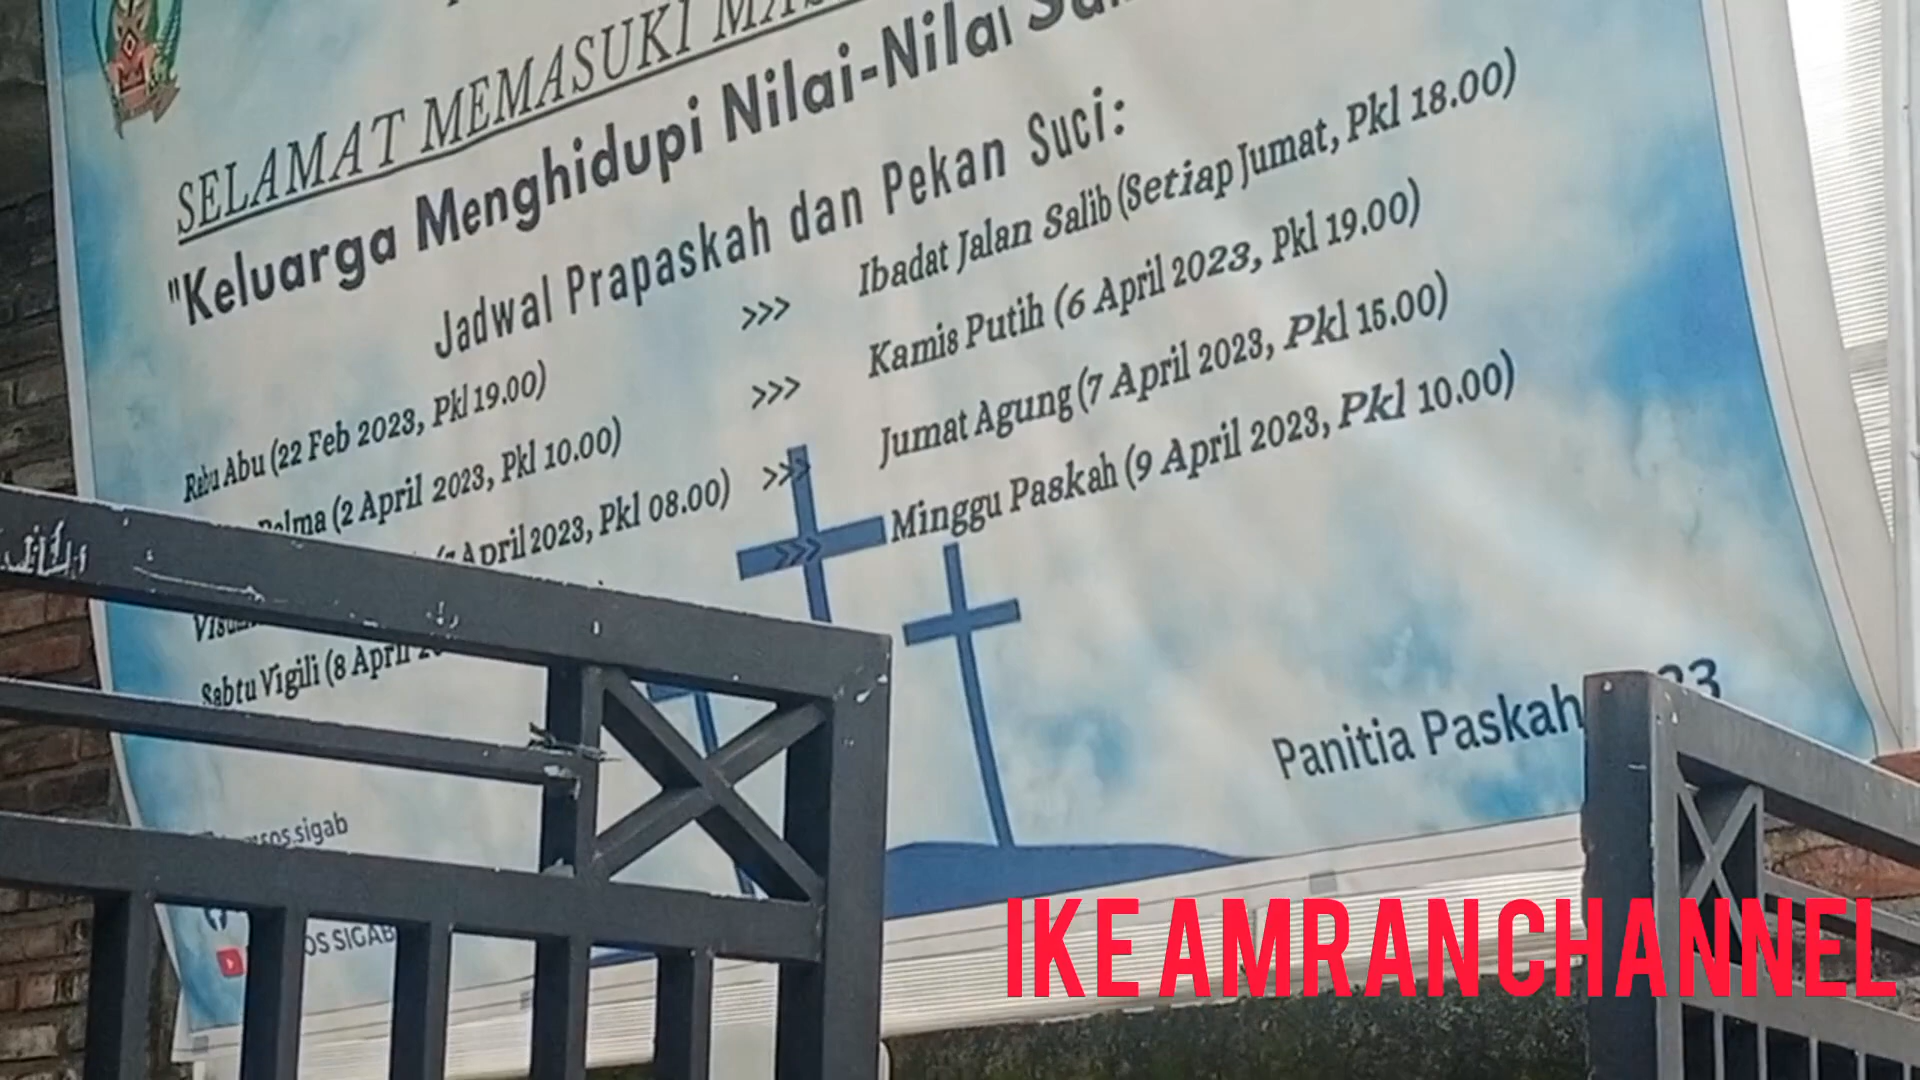 SELAMAT MEMASUKI
"Keluarga Menghidupi Nilai-Nilai
Jadwal Prapaskah dan Pekan Suci:
Rabu Abu (22 Feb 2023, Pkl 19.00) >>> Ibadat Jalan Salib (Setiap Jumat, Pkl 18.00)
Palma (2 April 2023, Pkl 10.00) >>> Kamis Putih (6 April 2023, Pkl 19.00)
April 2023, Pkl 08.00) >>> Jumat Agung (7 April 2023, Pkl 15.00)
>>> Minggu Paskah (9 April 2023, Pkl 10.00)
Sabtu Vigili (8 April
Panitia Paskah
sigab
SIGAB
IKE AMRAN CHANNEL